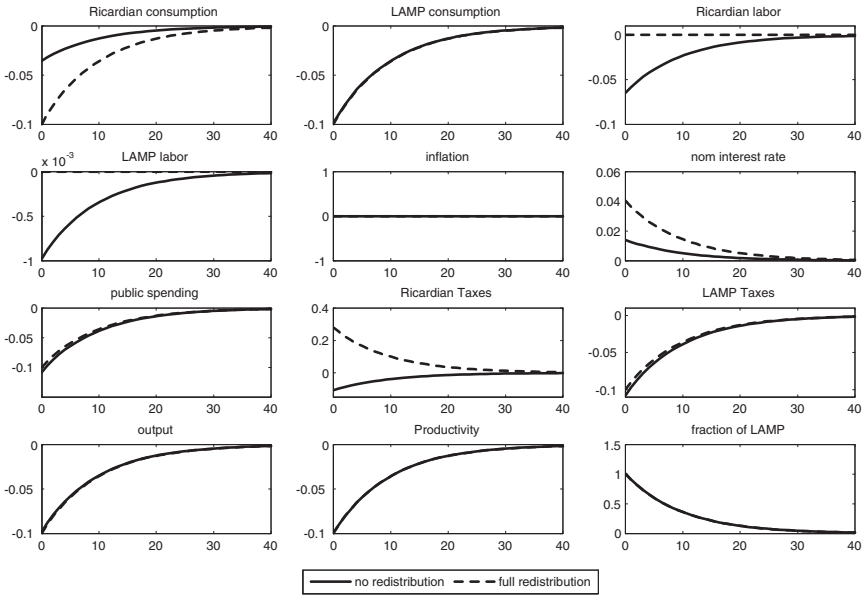 Ricardian consumption
0
-0.05
-0.1
0 10 20 30 40
LAMP consumption
0
-0.05
-0.1
0 10 20 30 40
Ricardian labor
0
-0.05
-0.1
0 10 20 30 40
x 10-3
LAMP labor
0
-0.5
-1
0 10 20 30 40
inflation
1
0
-1
0 10 20 30 40
nom interest rate
0.06
0.04
0.02
0
0 10 20 30 40
public spending
0
-0.05
-0.1
0 10 20 30 40
Ricardian Taxes
0.4
0.2
0
0 10 20 30 40
LAMP Taxes
0
-0.05
-0.1
0 10 20 30 40
output
0
-0.05
-0.1
0 10 20 30 40
Productivity
0
-0.05
-0.1
0 10 20 30 40
fraction of LAMP
1.5
1
0.5
0
0 10 20 30 40
no redistribution full redistribution